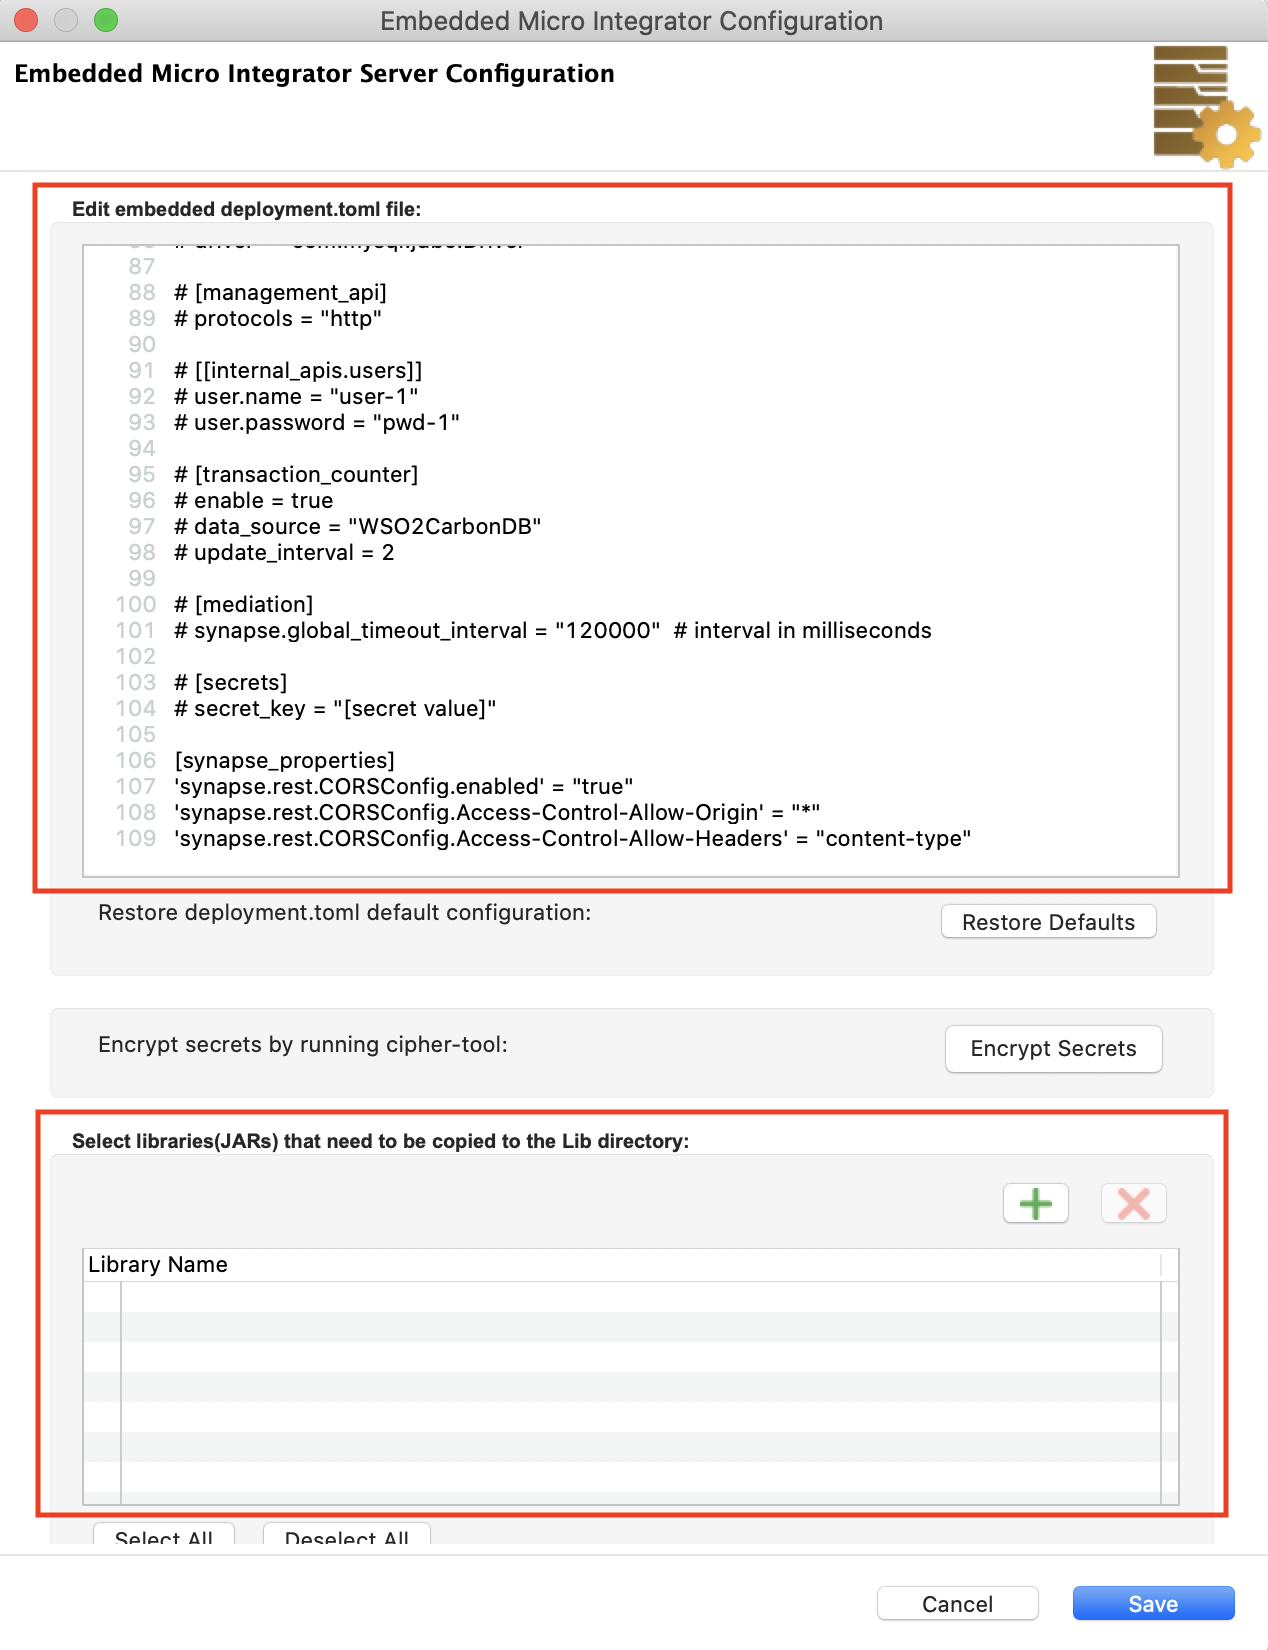 Embedded Micro Integrator Configuration
Embedded Micro Integrator Server Configuration
Edit embedded deployment.toml file:
87
88 # [management_api]
89 # protocols = "http"
90
91 # [[internal_apis.users]]
92 # user.name = "user-1"
93 # user.password = "pwd-1"
94
95 # [transaction_counter]
96 # enable = true
97 # data_source = "WSO2CarbonDB"
98 # update_interval = 2
99
100 # [mediation]
101 # synapse.global_timeout_interval = "120000"  # interval in milliseconds
102
103 # [secrets]
104 # secret_key = "[secret value]"
105
106 [synapse_properties]
107 'synapse.rest.CORSConfig.enabled' = "true"
108 'synapse.rest.CORSConfig.Access-Control-Allow-Origin' = "*"
109 'synapse.rest.CORSConfig.Access-Control-Allow-Headers' = "content-type"
Restore deployment.toml default configuration:
Restore Defaults
Encrypt secrets by running cipher-tool:
Encrypt Secrets
Select libraries(JARs) that need to be copied to the Lib directory:
Library Name
Select All
Deselect All
Cancel
Save